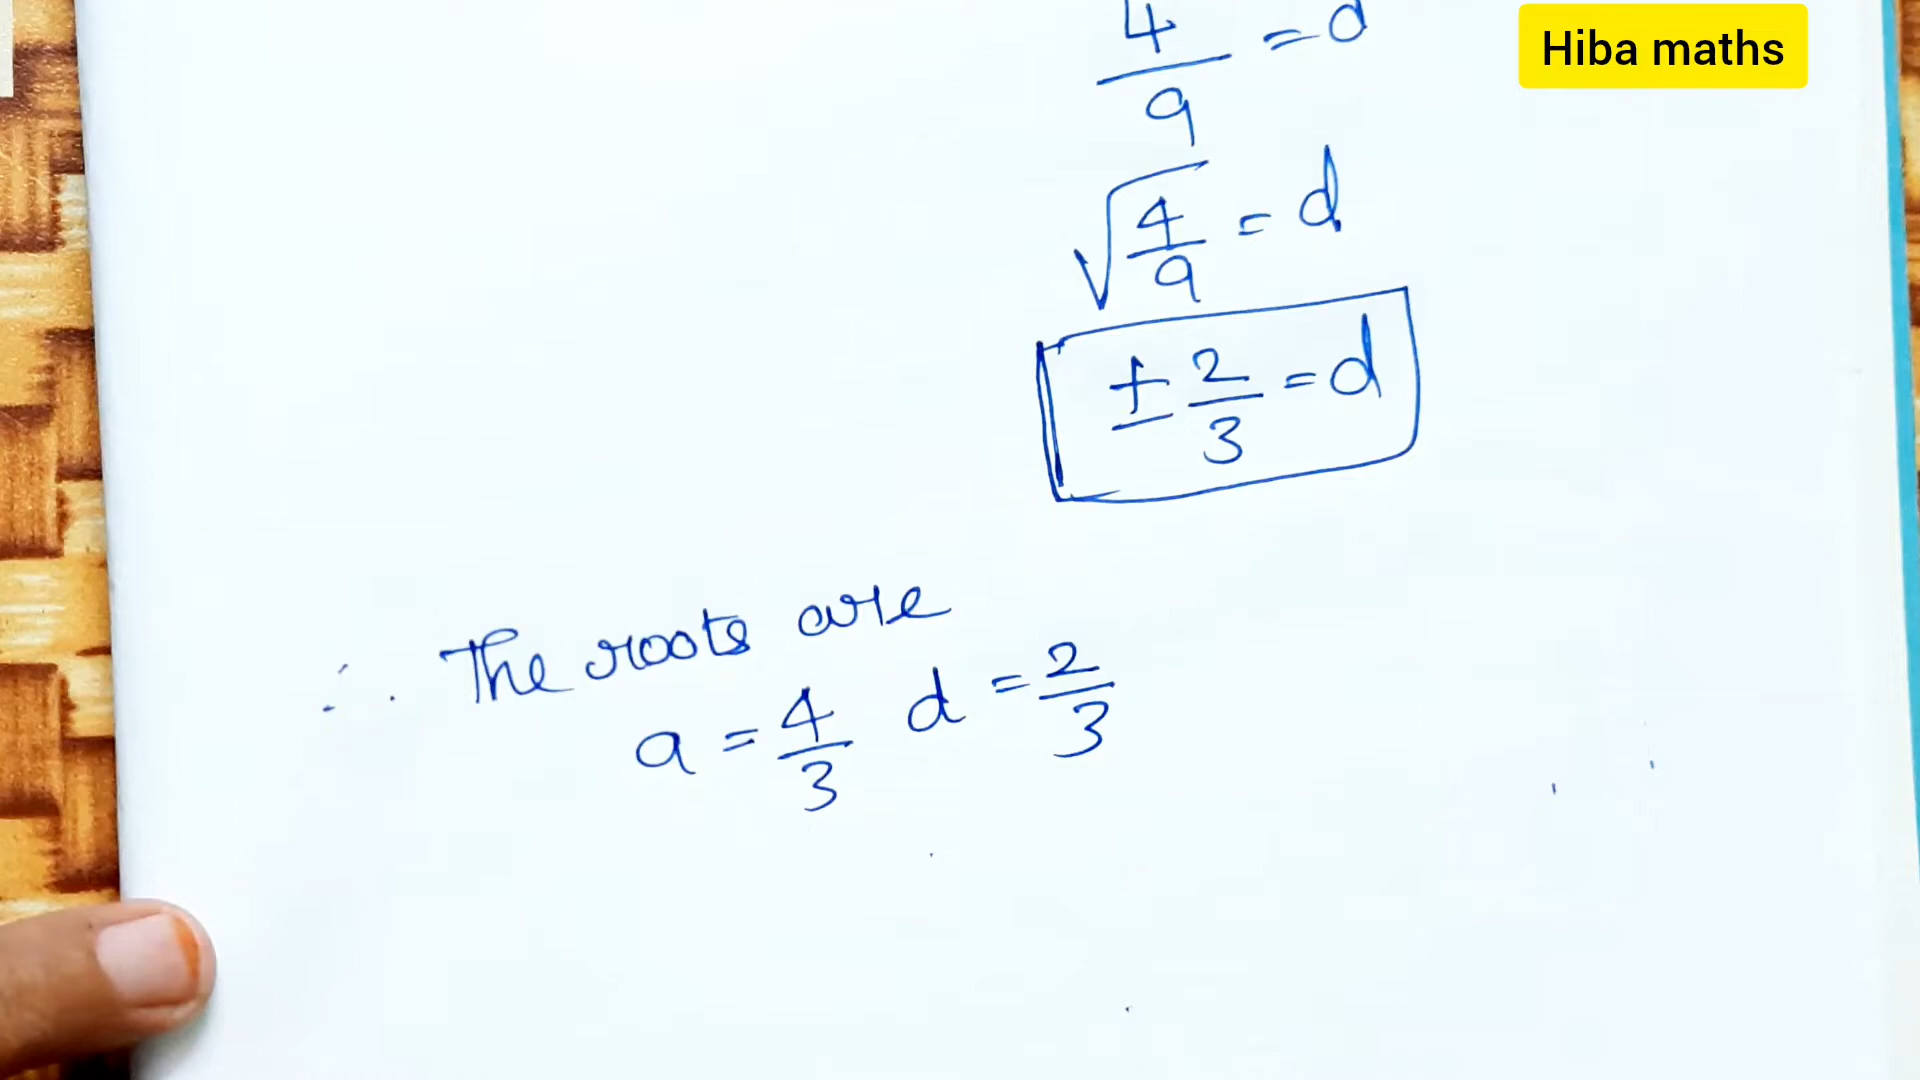 Hiba maths
4/9 = d
√4/9 = d
± 2/3 = d
∴ The roots are
a = 4/3 d = 2/3